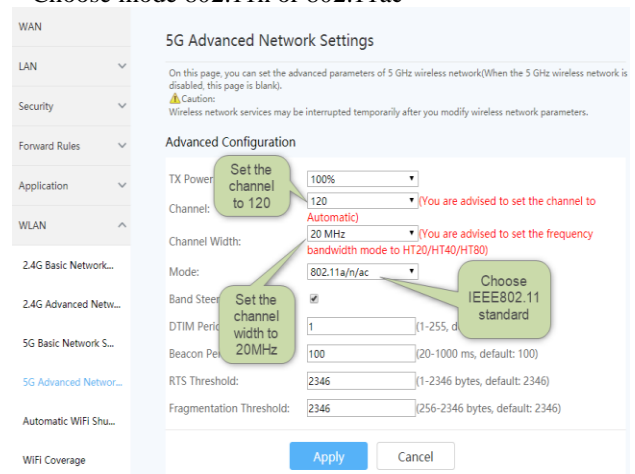 Choose mode 802.11n or 802.11ac
WAN
LAN
Security
Forward Rules
Application
WLAN
2.4G Basic Network...
2.4G Advanced Netw...
5G Basic Network S...
5G Advanced Networ...
Automatic WiFi Shu...
WiFi Coverage
5G Advanced Network Settings
On this page, you can set the advanced parameters of 5 GHz wireless network(When the 5 GHz wireless network is
disabled, this page is blank).
Caution:
Wireless network services may be interrupted temporarily after you modify wireless network parameters.
Advanced Configuration
TX Power 100%
Set the
channel
to 120
Channel: 120 (You are advised to set the channel to
Automatic)
Channel Width: 20 MHz (You are advised to set the frequency
bandwidth mode to HT20/HT40/HT80)
Mode: 802.11a/n/ac
Choose
IEEE802.11
standard
Band Steer
Set the
channel
width to
20MHz
DTIM Peri 1 (1-255, d
Beacon Pe 100 (20-1000 ms, default: 100)
RTS Threshold: 2346 (1-2346 bytes, default: 2346)
Fragmentation Threshold: 2346 (256-2346 bytes, default: 2346)
Apply Cancel